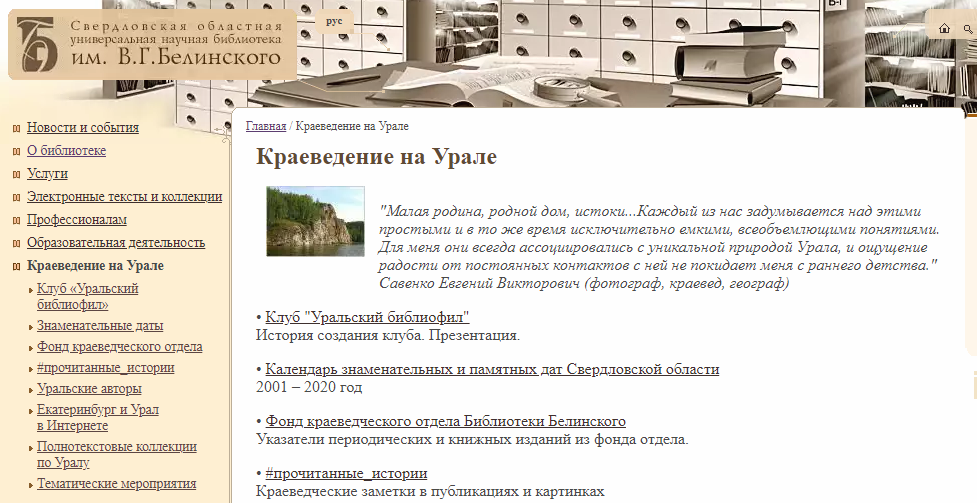 Свердловская областная
универсальная научная библиотека
им. В.Г.Белинского
рус
В-I
Новости и события
О библиотеке
Услуги
Электронные тексты и коллекции
Профессионалам
Образовательная деятельность
Краеведение на Урале
Клуб «Уральский
библиофил»
Знаменательные даты
Фонд краеведческого отдела
#прочитанные_истории
Уральские авторы
Екатеринбург и Урал
в Интернете
Полнотекстовые коллекции
по Уралу
Тематические мероприятия
Главная / Краеведение на Урале
Краеведение на Урале
"Малая родина, родной дом, истоки...Каждый из нас задумывается над этими
простыми и в то же время исключительно емкими, всеобъемлющими понятиями.
Для меня они всегда ассоциировались с уникальной природой Урала, и ощущение
радости от постоянных контактов с ней не покидает меня с раннего детства."
Савенко Евгений Викторович (фотограф, краевед, географ)
• Клуб "Уральский библиофил"
История создания клуба. Презентация.
• Календарь знаменательных и памятных дат Свердловской области
2001 – 2020 год
• Фонд краеведческого отдела Библиотеки Белинского
Указатели периодических и книжных изданий из фонда отдела.
• #прочитанные_истории
Краеведческие заметки в публикациях и картинках